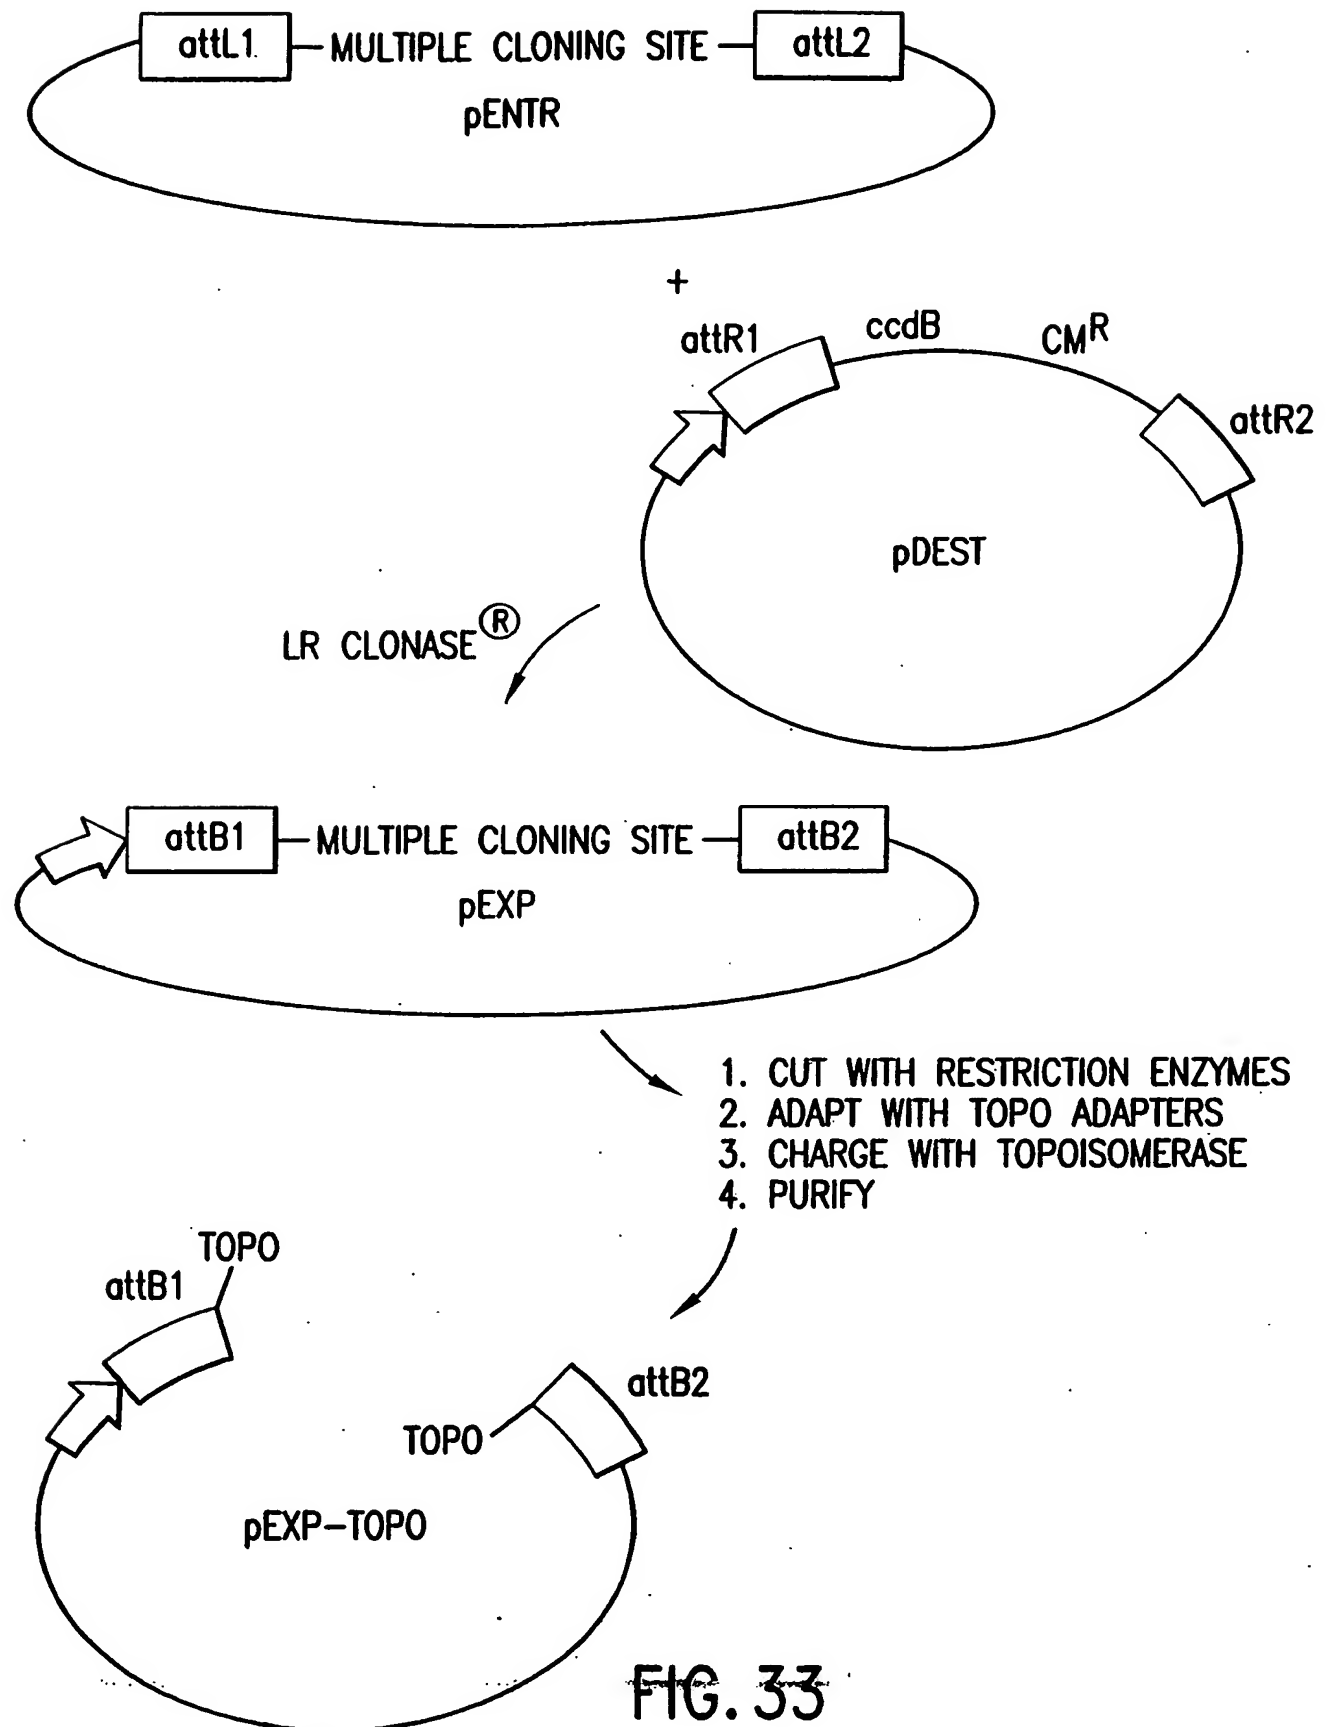 attL1 MULTIPLE CLONING SITE attL2
pENTR
+
attR1 ccdB CMR
attR2
pDEST
LR CLONASE®
attB1 MULTIPLE CLONING SITE attB2
pEXP
1. CUT WITH RESTRICTION ENZYMES
2. ADAPT WITH TOPO ADAPTERS
3. CHARGE WITH TOPOISOMERASE
4. PURIFY
TOPO
attB1
attB2
TOPO
pEXP-TOPO
FIG. 33